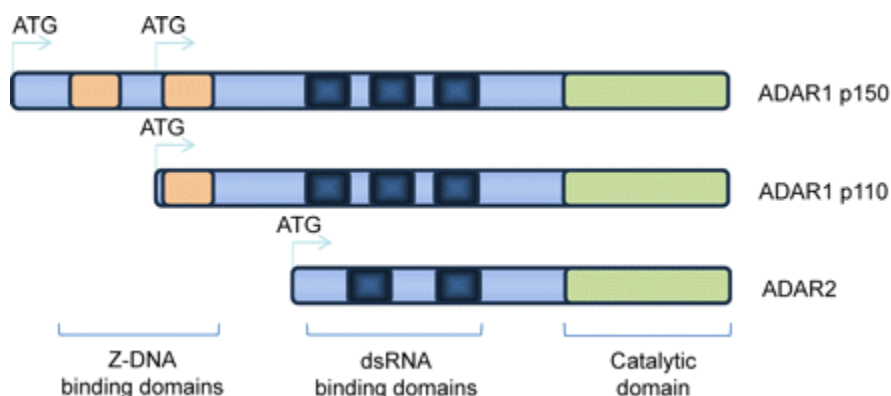 ATG
ATG
ADAR1 p150
ATG
ADAR1 p110
ATG
ADAR2
Z-DNA
binding domains
dsRNA
binding domains
Catalytic
domain